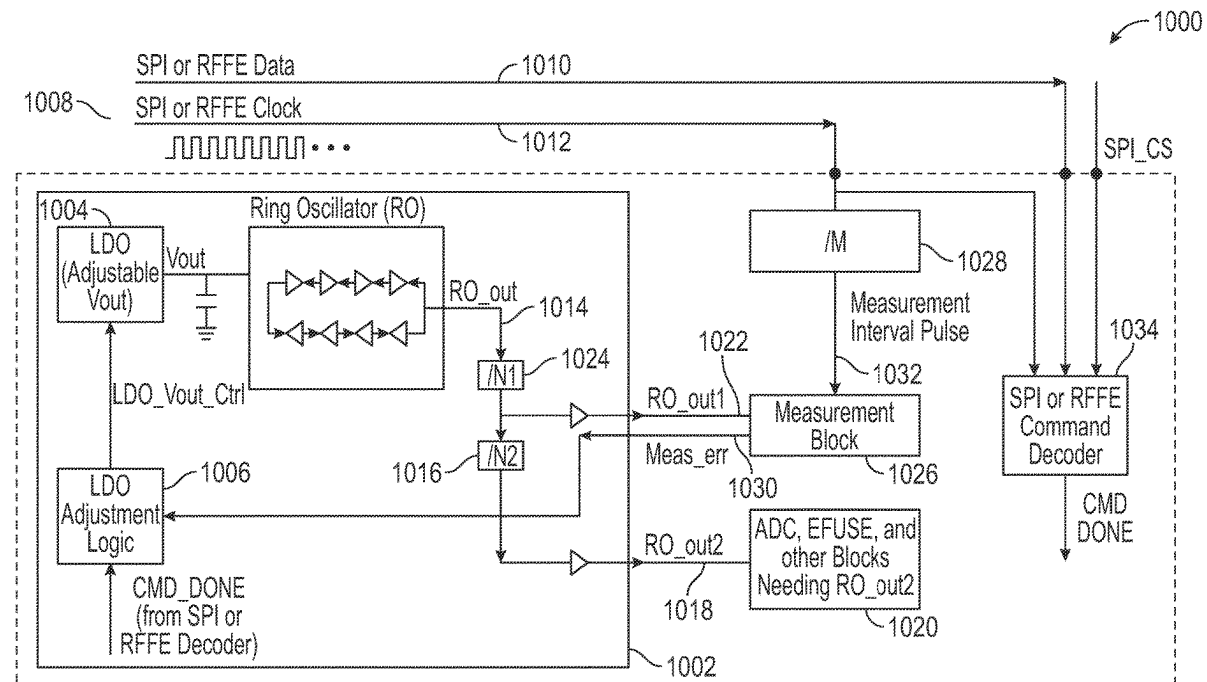 1000
SPI or RFFE Data
1010
1008
SPI or RFFE Clock
1012
SPI_CS
1004
LDO
(Adjustable
Vout)
Vout
Ring Oscillator (RO)
RO_out
1014
/M
1028
Measurement
Interval Pulse
1032
1034
SPI or RFFE
Command
Decoder
CMD
DONE
LDO_Vout_Ctrl
/N1
1024
RO_out1
1022
Measurement
Block
1026
Meas_err
1030
1016
/N2
1006
LDO
Adjustment
Logic
CMD_DONE
(from SPI or
RFFE Decoder)
RO_out2
1018
ADC, EFUSE, and
other Blocks
Needing RO_out2
1020
1002